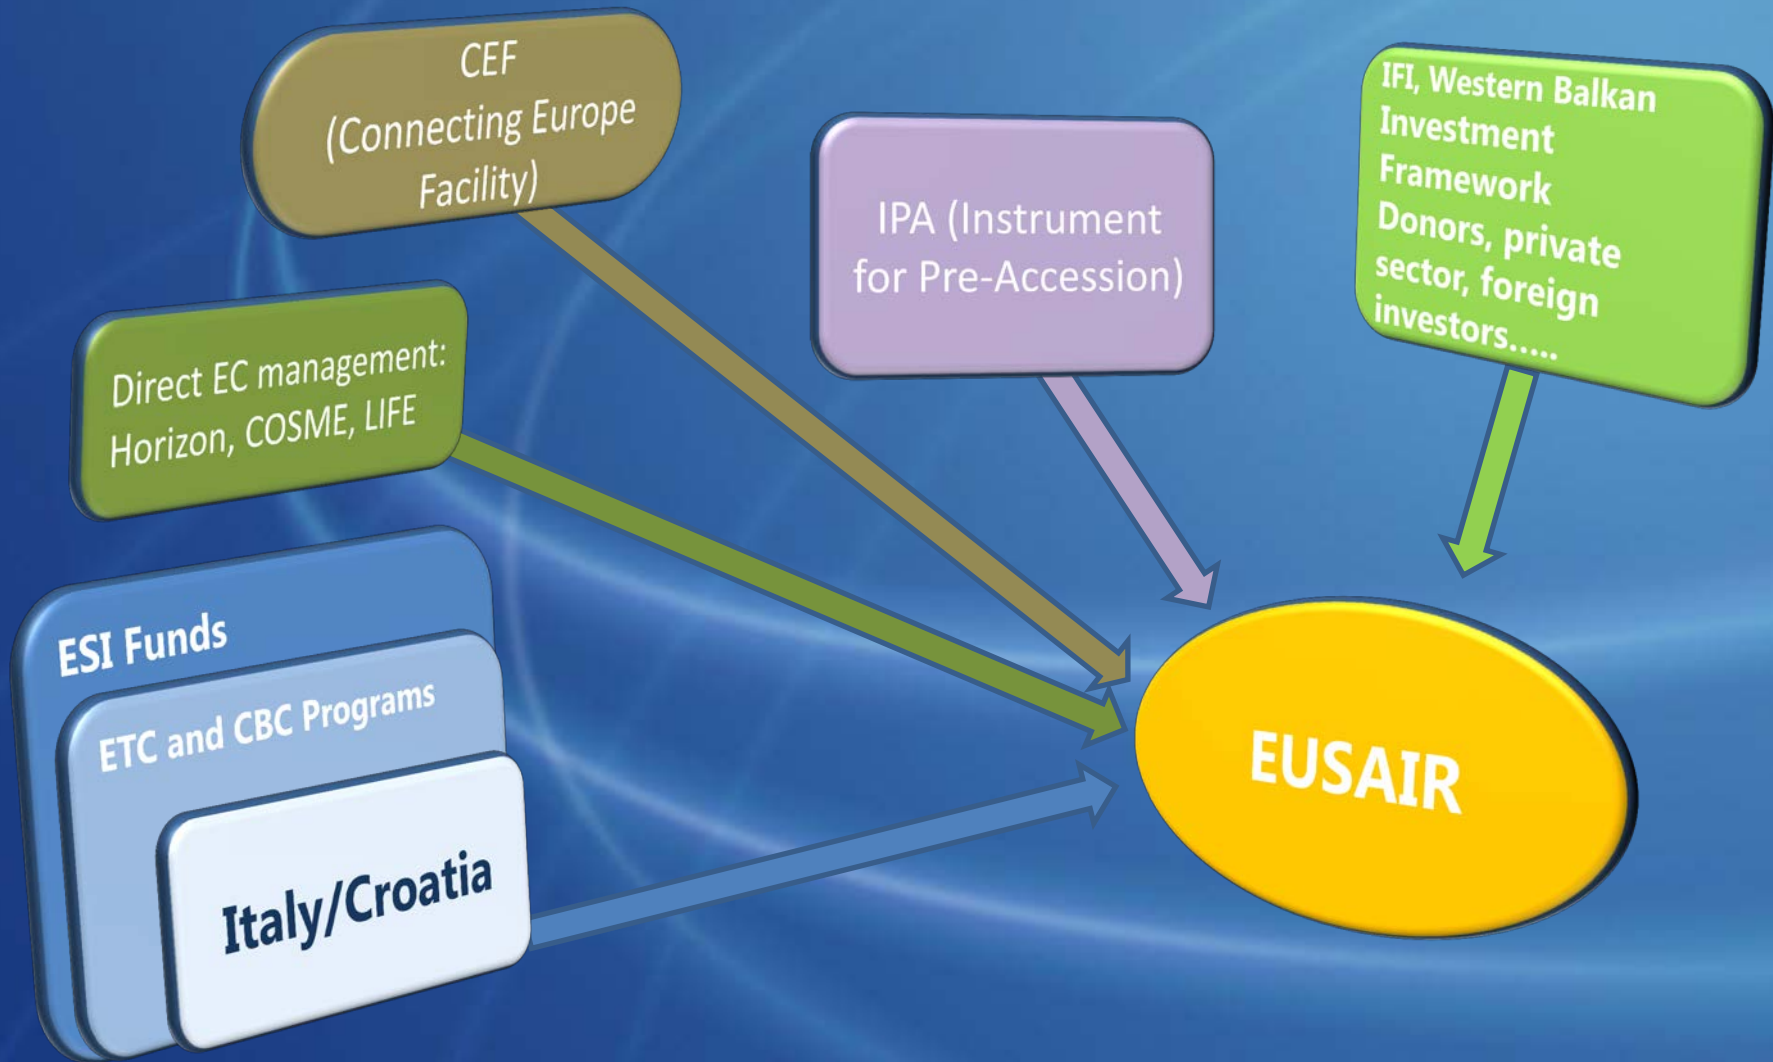 CEF
(Connecting Europe
Facility)
IPA (Instrument
for Pre-Accession)
IFI, Western Balkan
Investment
Framework
Donors, private
sector, foreign
investors.....
Direct EC management:
Horizon, COSME, LIFE
ESI Funds
ETC and CBC Programs
Italy/Croatia
EUSAIR